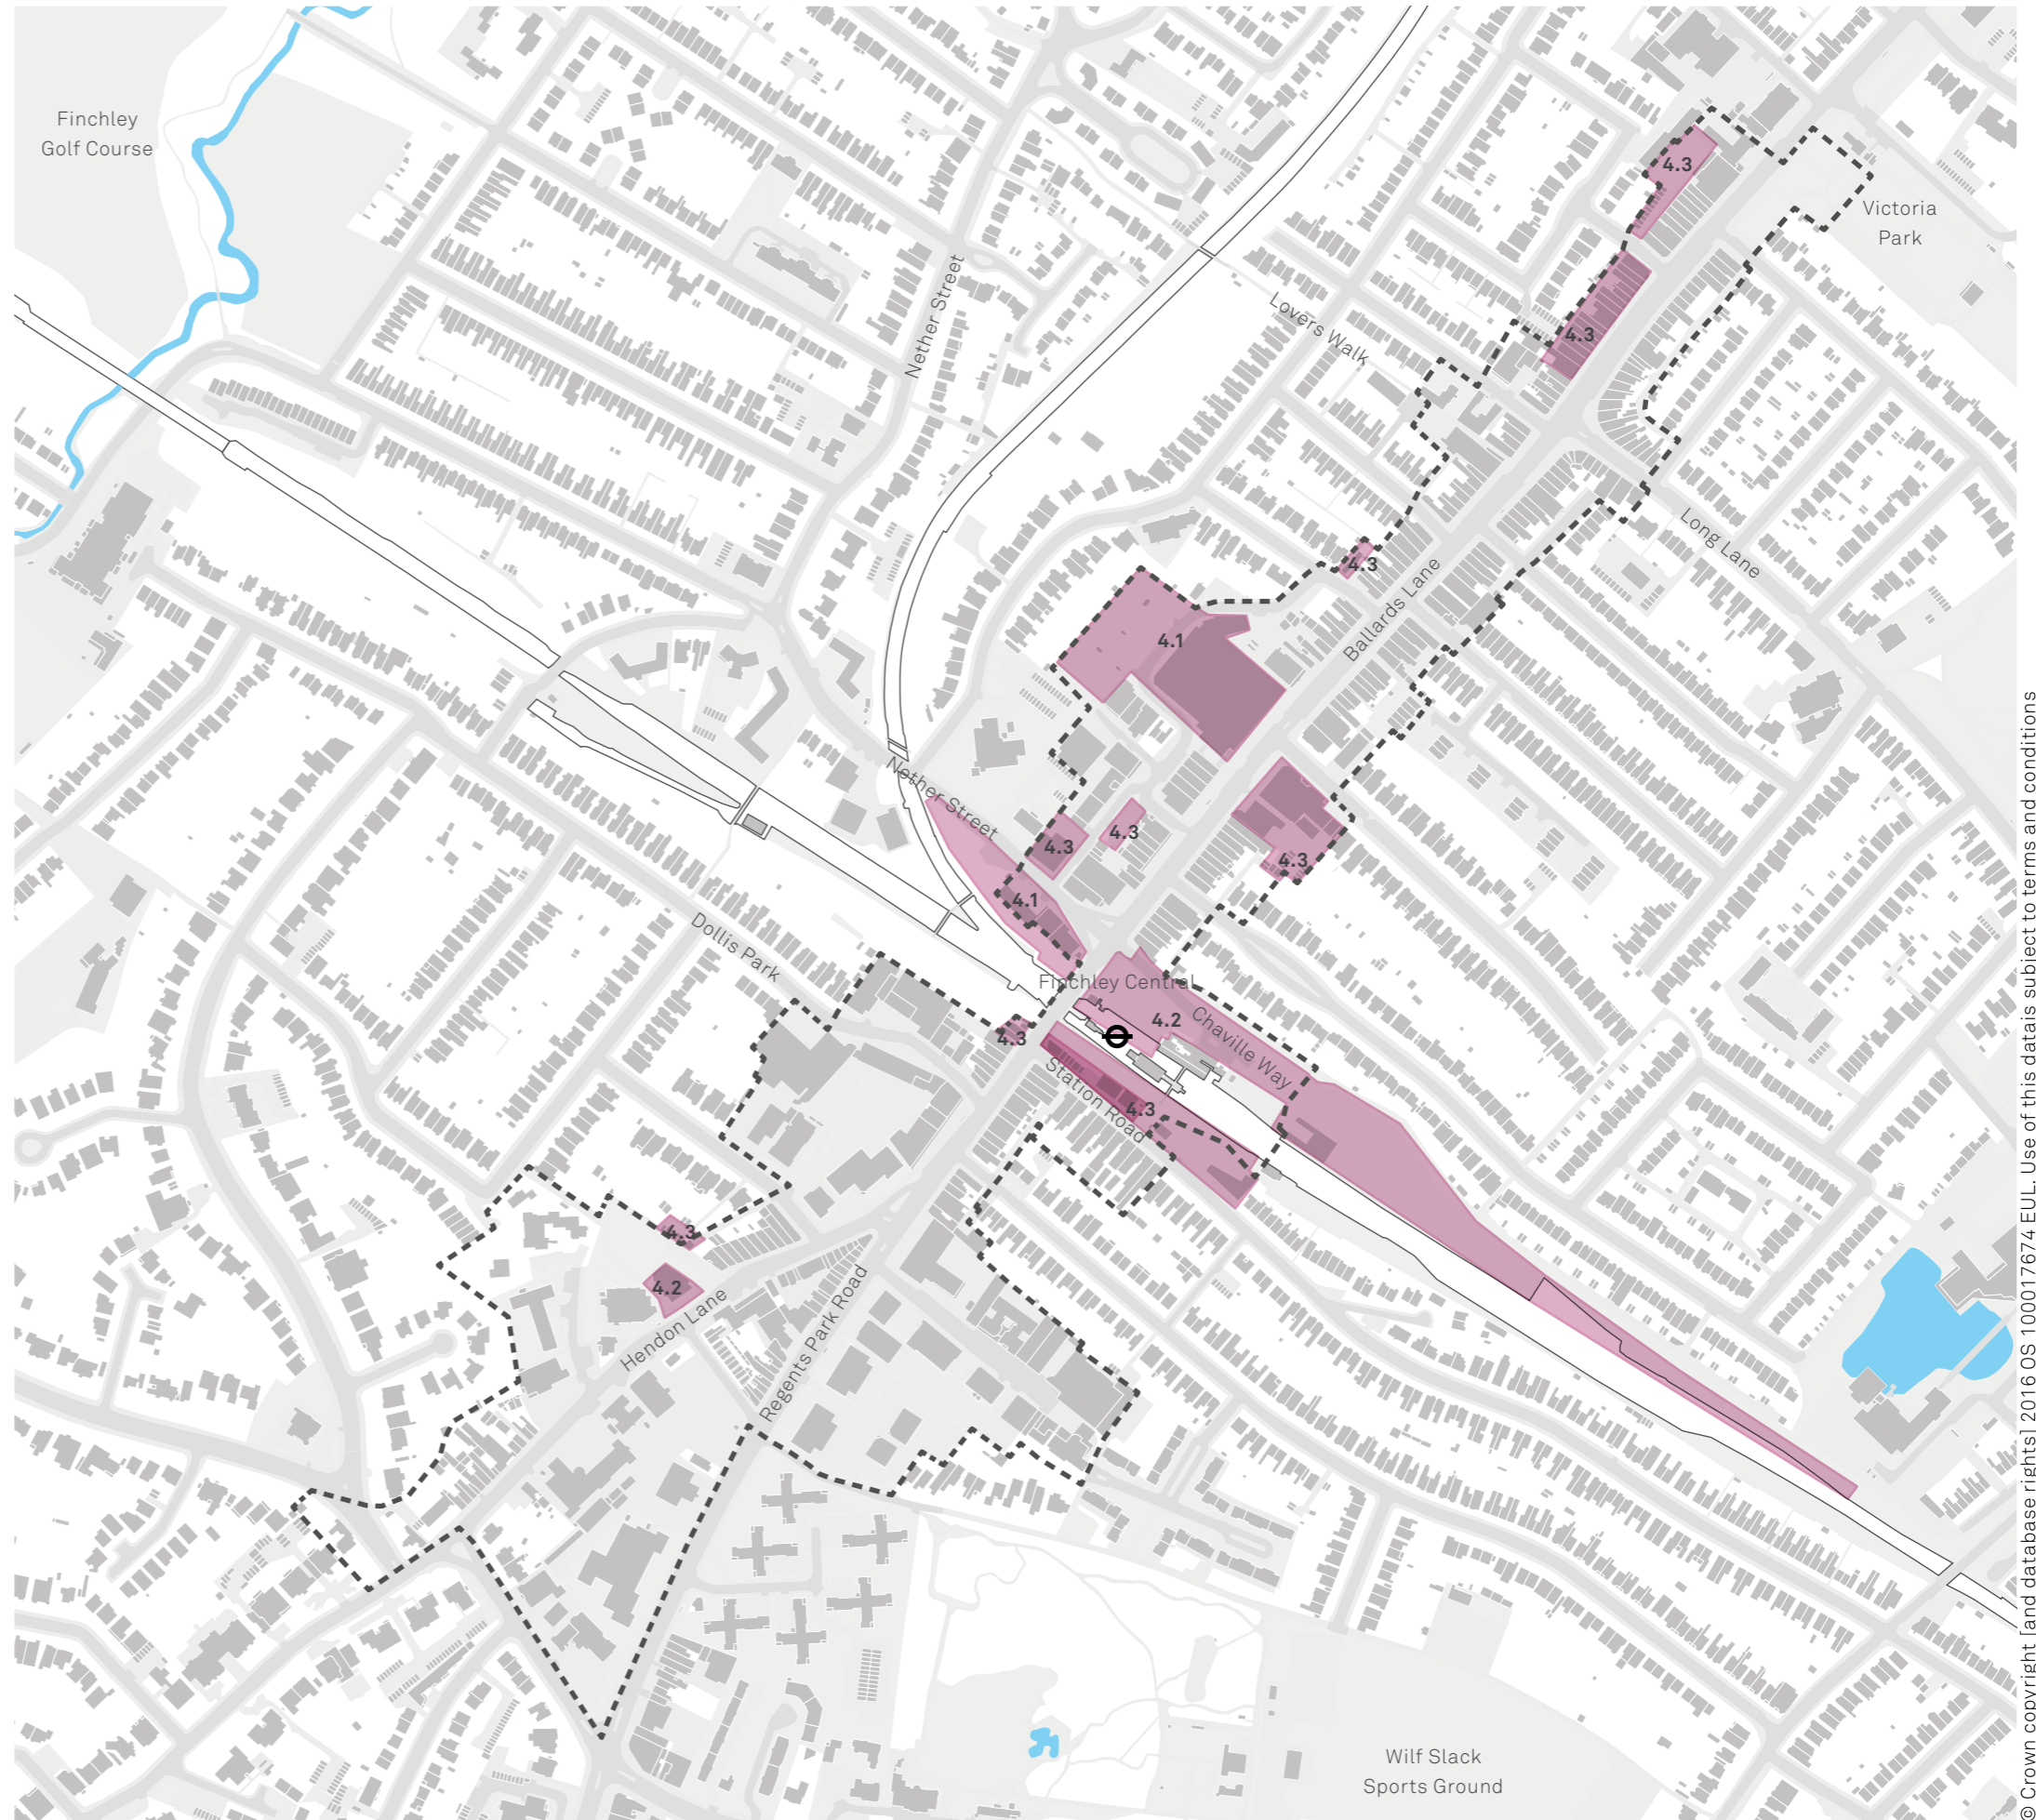 Finchley
Golf Course
4.3
Victoria
Park
Nether Street
Lovers Walk
4.3
Long Lane
4.3
Ballards Lane
4.1
Nether Street
4.3
4.3
4.3
4.1
Dollis Park
Finchley Central
4.2
Chaville Way
4.3
Station Road
4.3
4.3
4.2
Hendon Lane
Regents Park Road
Wilf Slack
Sports Ground
© Crown copyright [and database rights] 2016 OS 100017674 EUL. Use of this datais subject to terms and conditions